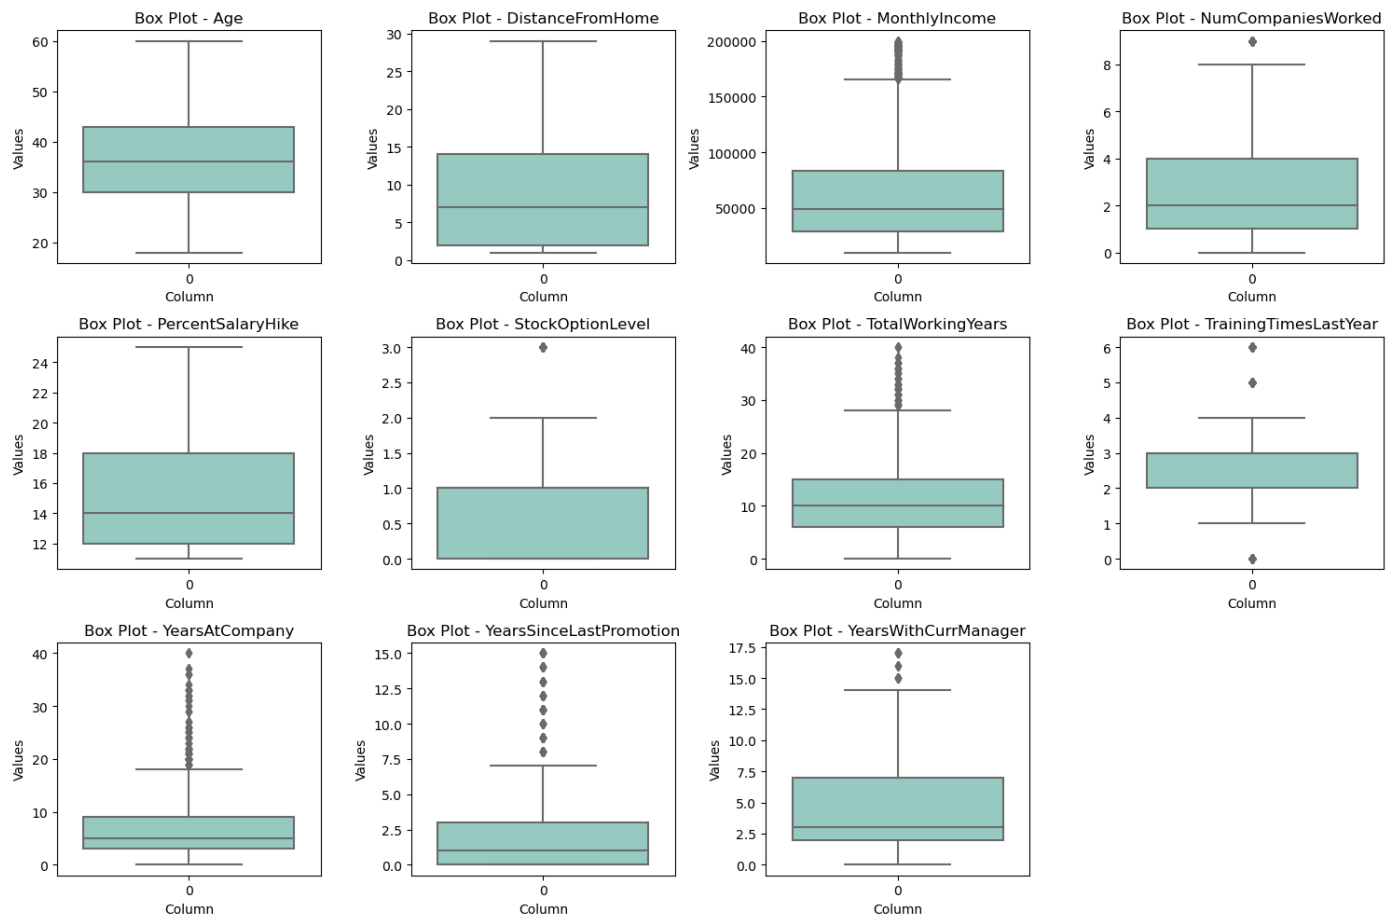 Box Plot - Age
60
50
40
30
20
Values
0
Column
Box Plot - DistanceFromHome
30
25
20
15
10
5
0
Values
0
Column
Box Plot - MonthlyIncome
200000
150000
100000
50000
Values
0
Column
Box Plot - NumCompaniesWorked
8
6
4
2
0
Values
0
Column
Box Plot - PercentSalaryHike
24
22
20
18
16
14
12
Values
0
Column
Box Plot - StockOptionLevel
3.0
2.5
2.0
1.5
1.0
0.5
0.0
Values
0
Column
Box Plot - TotalWorkingYears
40
30
20
10
0
Values
0
Column
Box Plot - TrainingTimesLastYear
6
5
4
3
2
1
0
Values
0
Column
Box Plot - YearsAtCompany
40
30
20
10
0
Values
0
Column
Box Plot - YearsSinceLastPromotion
15.0
12.5
10.0
7.5
5.0
2.5
0.0
Values
0
Column
Box Plot - YearsWithCurrManager
17.5
15.0
12.5
10.0
7.5
5.0
2.5
0.0
Values
0
Column